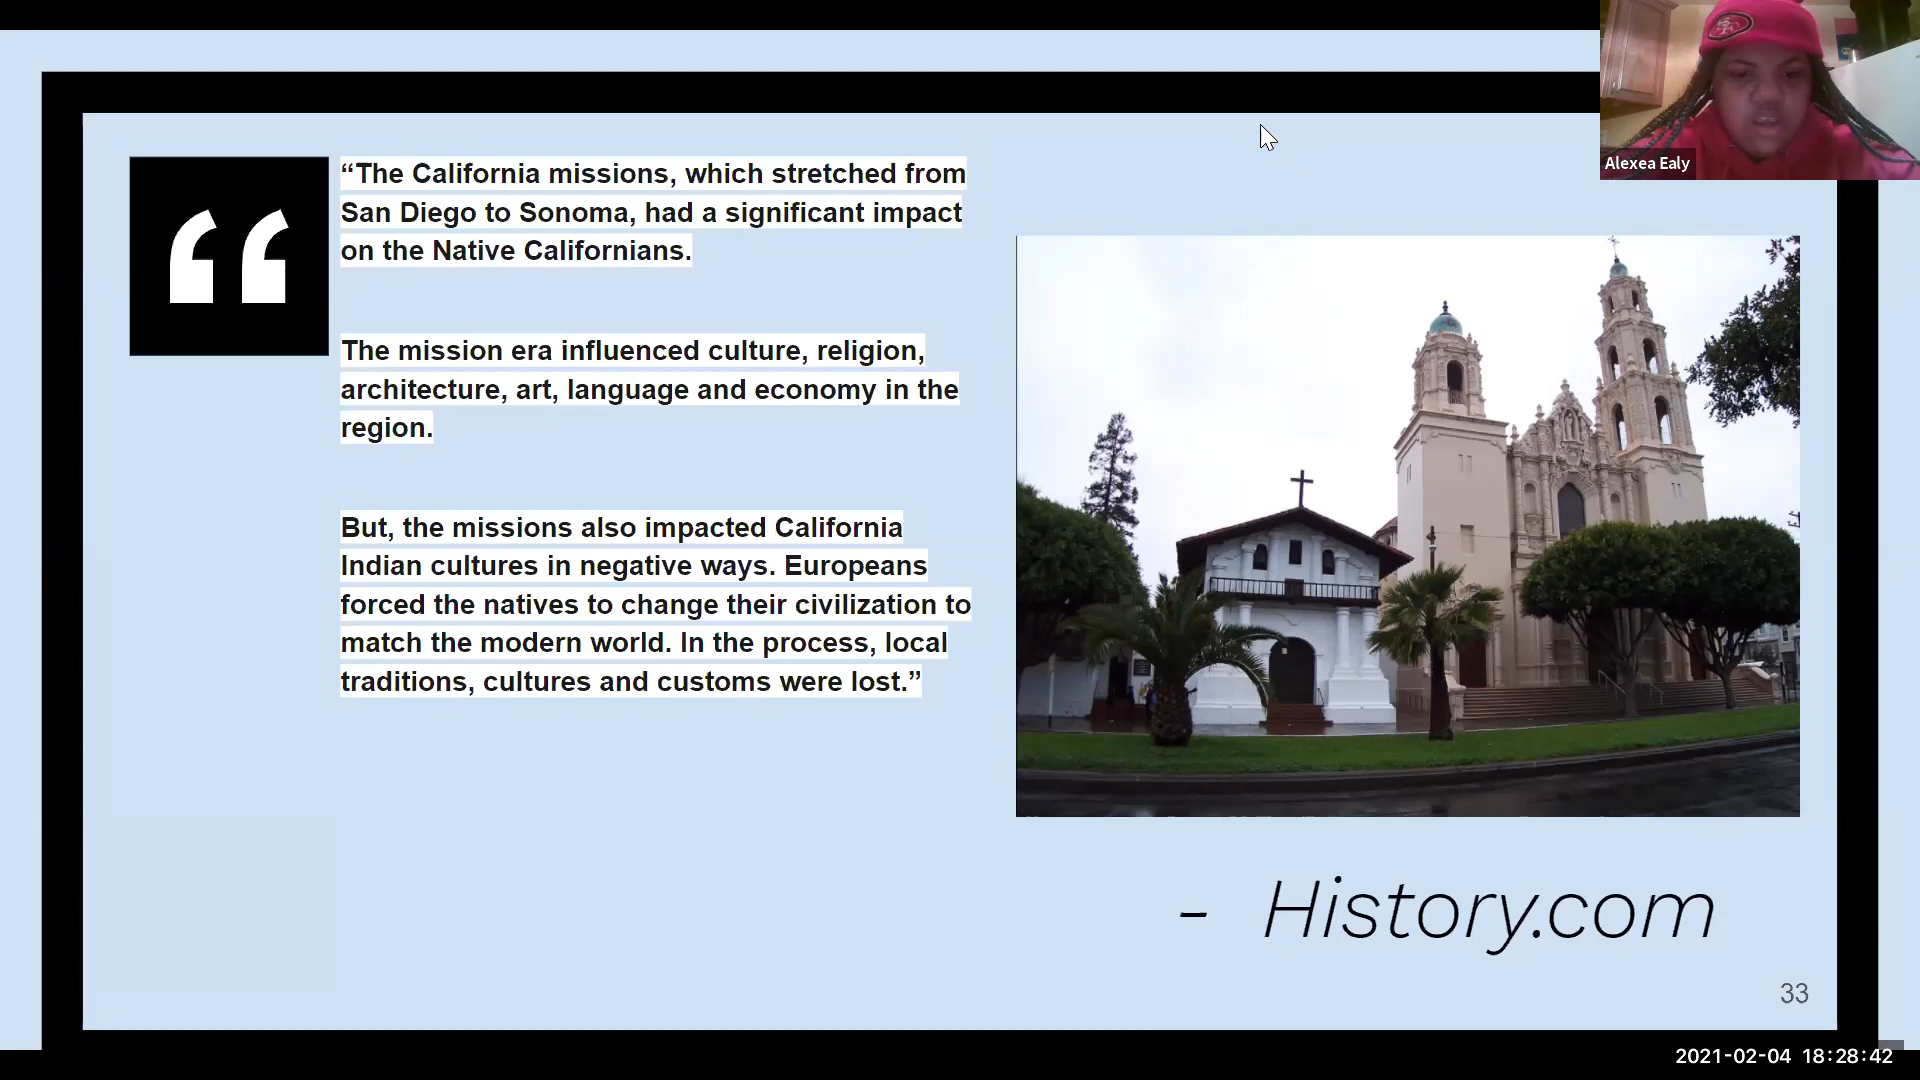 Alexea Ealy
“The California missions, which stretched from
San Diego to Sonoma, had a significant impact
on the Native Californians.
The mission era influenced culture, religion,
architecture, art, language and economy in the
region.
But, the missions also impacted California
Indian cultures in negative ways. Europeans
forced the natives to change their civilization to
match the modern world. In the process, local
traditions, cultures and customs were lost.”
- History.com
33
2021-02-04 18:28:42